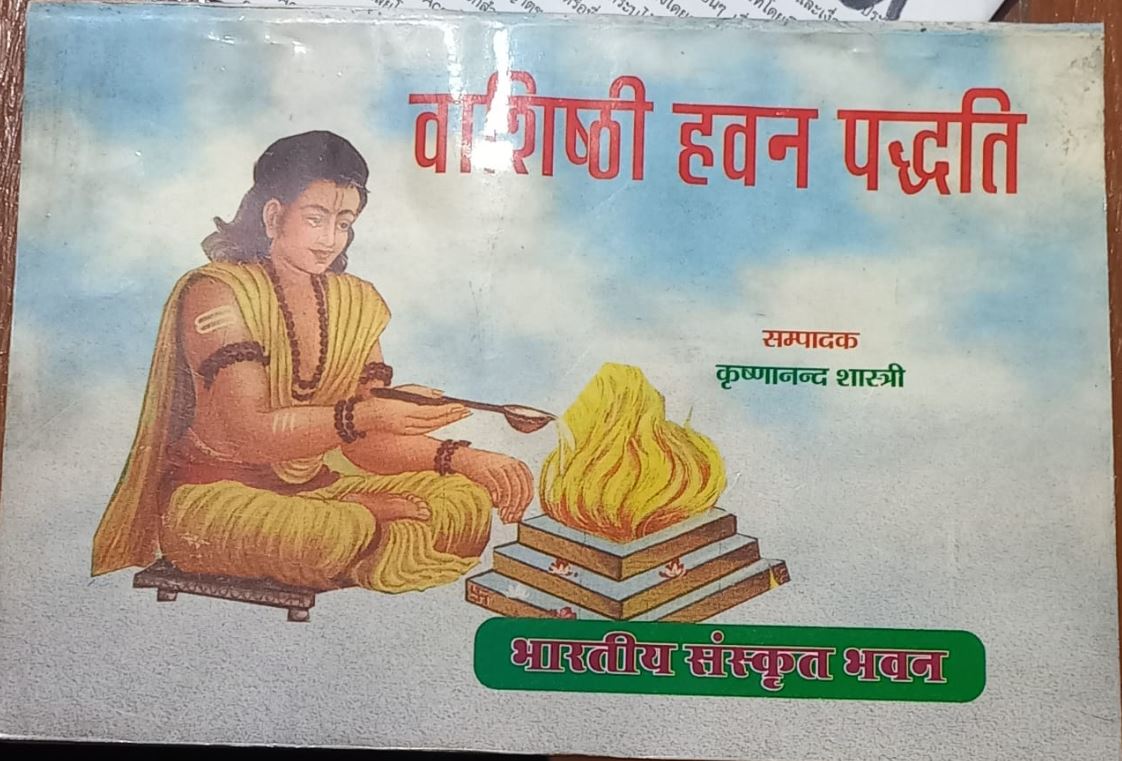 वाशिष्ठी हवन पद्धति
सम्पादक
कृष्णानन्द शास्त्री
भारतीय संस्कृत भवन